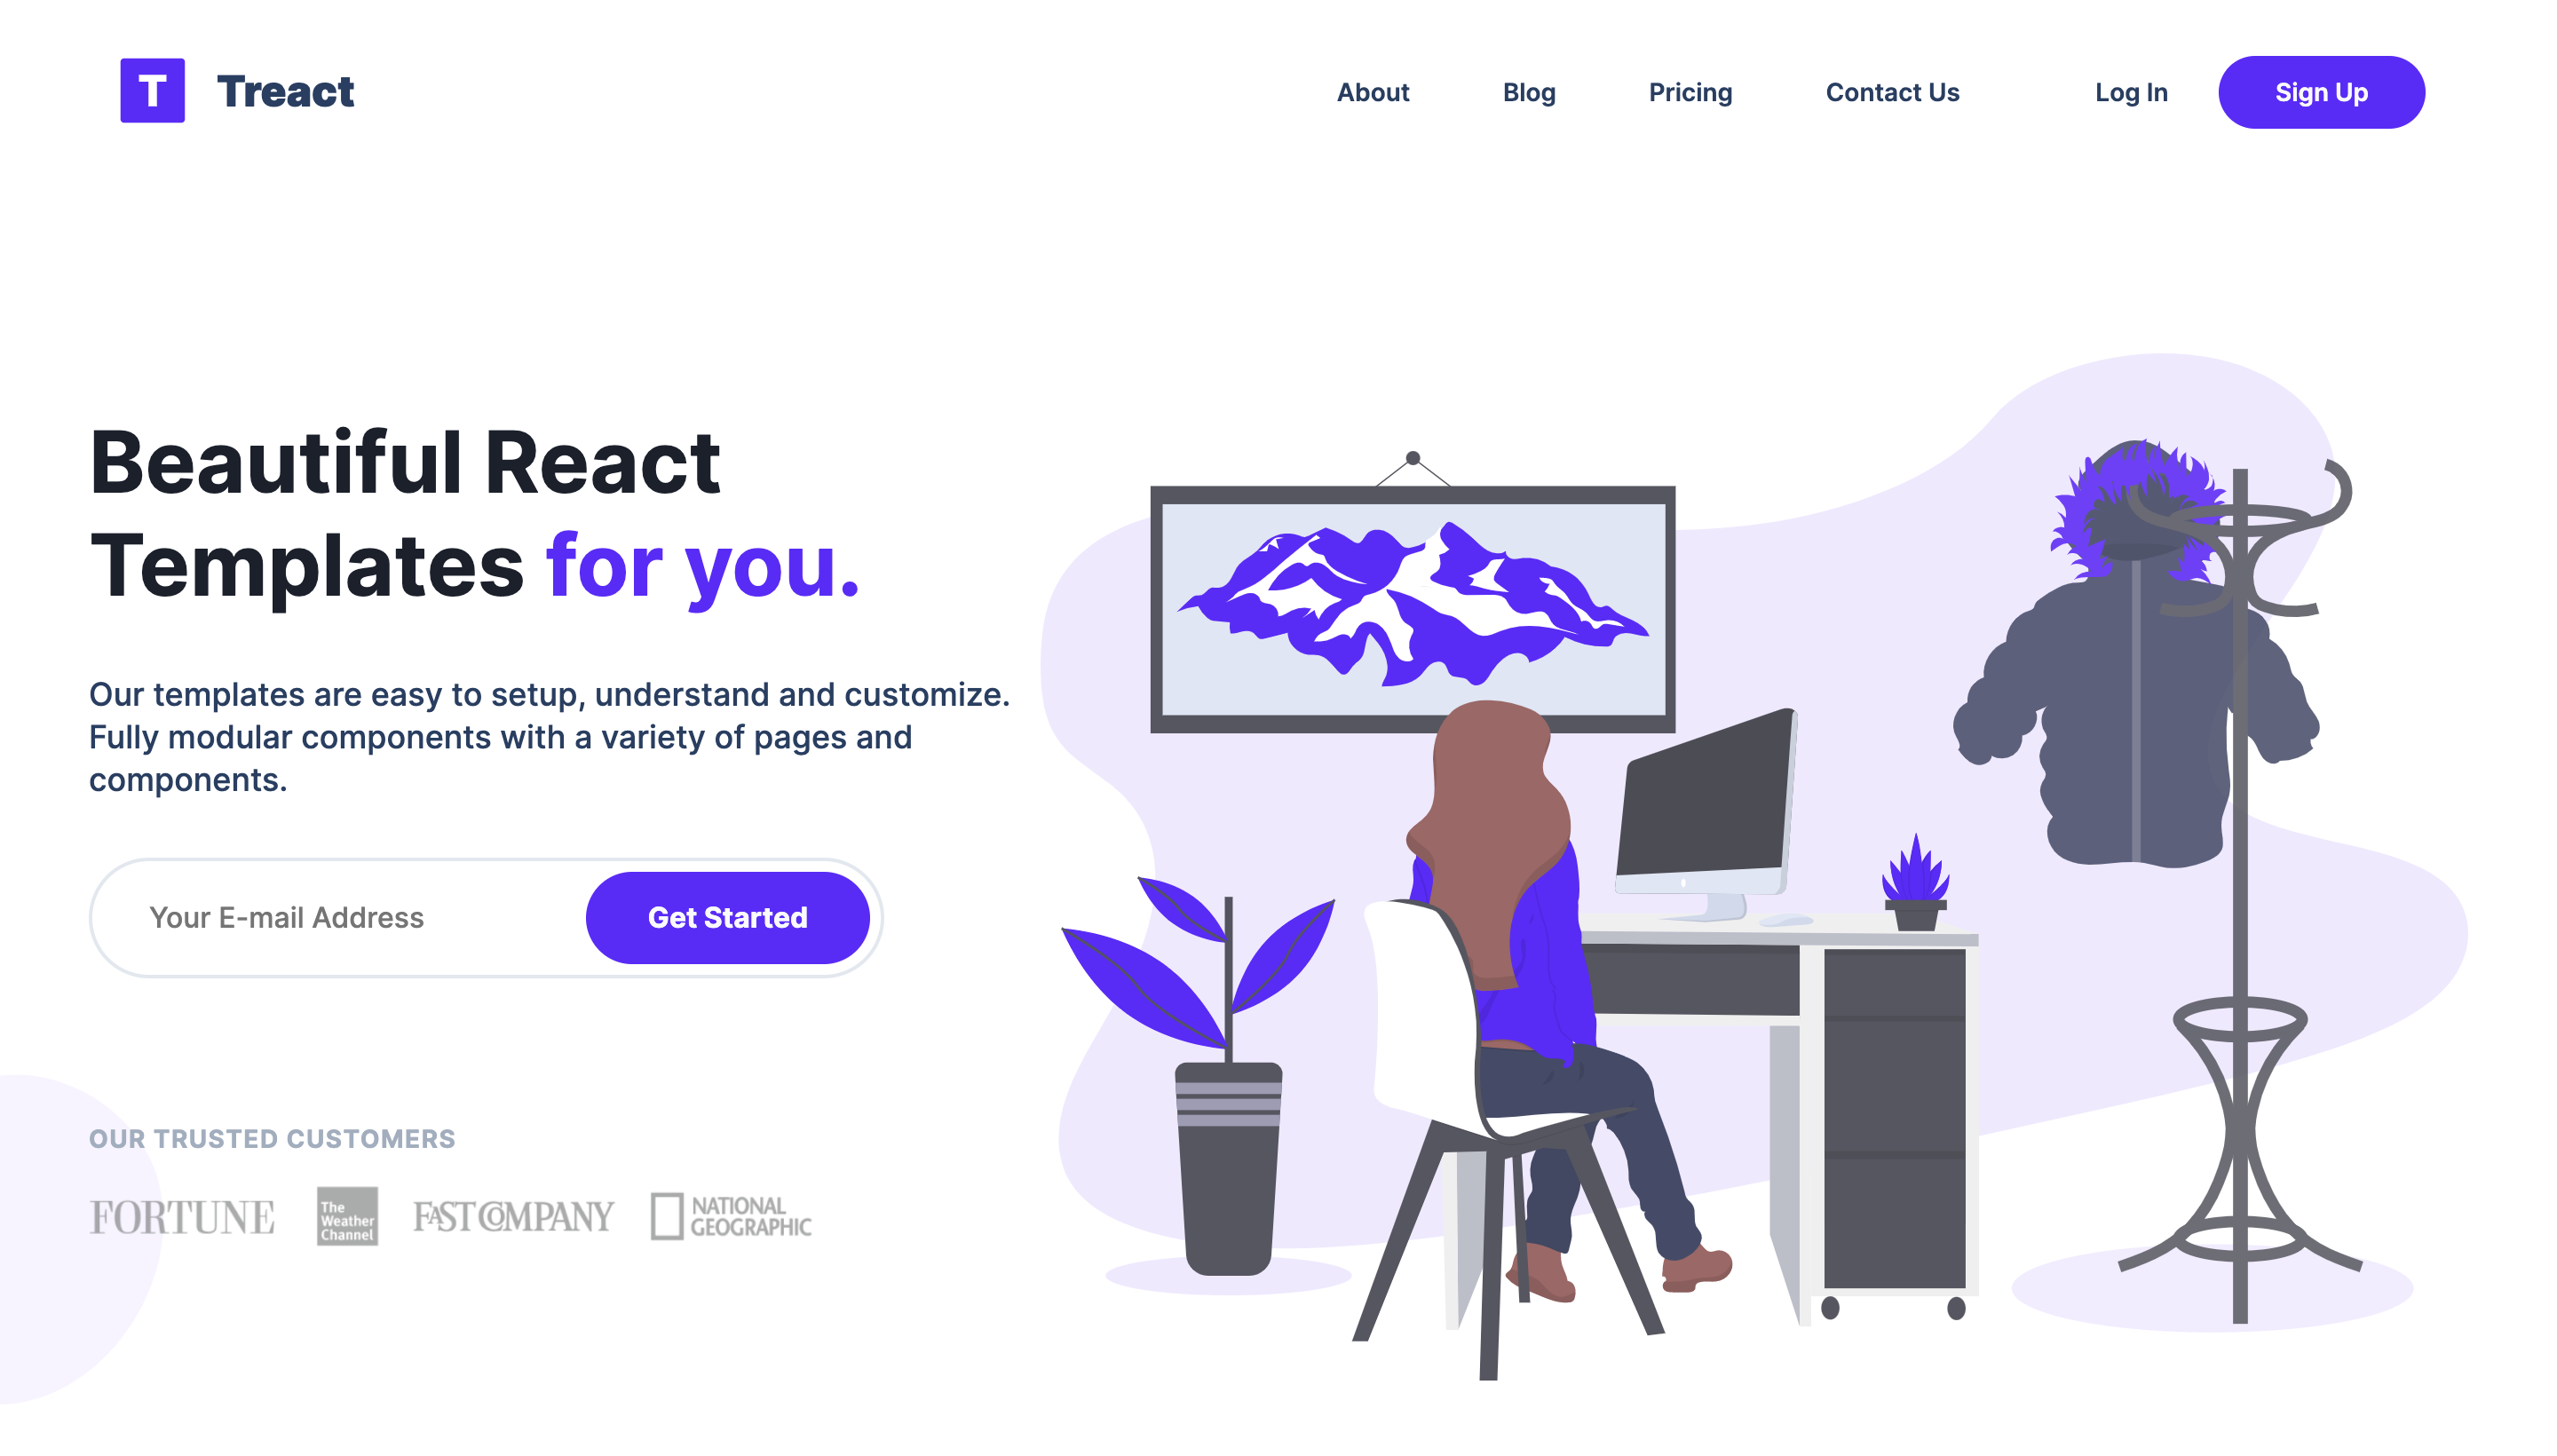 T Treact
About Blog Pricing Contact Us Log In Sign Up
Beautiful React
Templates for you.
Our templates are easy to setup, understand and customize.
Fully modular components with a variety of pages and
components.
Your E-mail Address Get Started
OUR TRUSTED CUSTOMERS
FORTUNE
The
Weather
Channel
FAST COMPANY
NATIONAL
GEOGRAPHIC